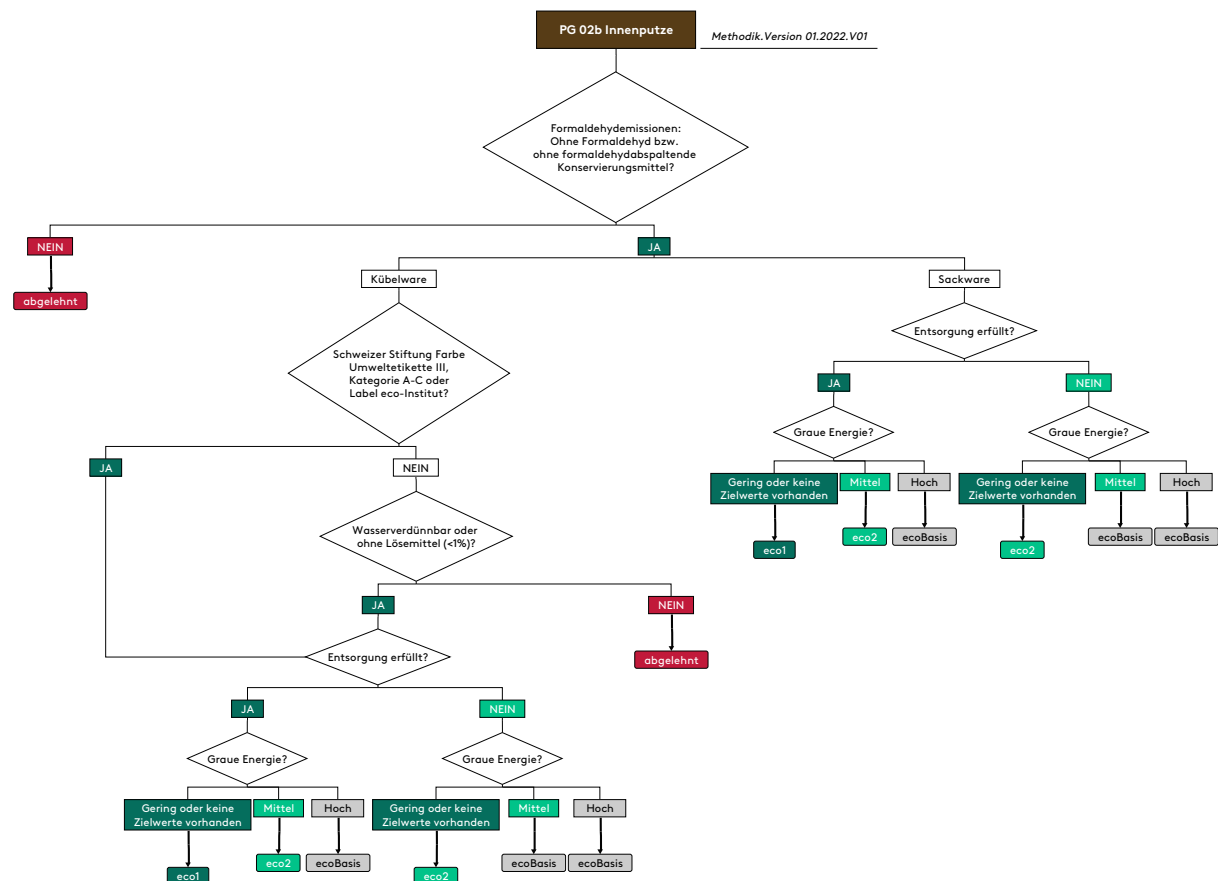 PG 02b Innenputze
Methodik.Version 01.2022.V01
Formaldehydemissionen:
Ohne Formaldehyd bzw.
ohne formaldehydabspaltende
Konservierungsmittel?
NEIN
JA
abgelehnt
Kübelware
Sackware
Schweizer Stiftung Farbe
Umweltetikette III,
Kategorie A-C oder
Label eco-Institut?
Entsorgung erfüllt?
JA
NEIN
Graue Energie?
Graue Energie?
JA
NEIN
Gering oder keine
Zielwerte vorhanden
Mittel
Hoch
Gering oder keine
Zielwerte vorhanden
Mittel
Hoch
eco1
eco2
ecoBasis
eco2
ecoBasis
ecoBasis
Wasserverdünnbar oder
ohne Lösemittel (<1%)?
JA
NEIN
Entsorgung erfüllt?
abgelehnt
JA
NEIN
Graue Energie?
Graue Energie?
Gering oder keine
Zielwerte vorhanden
Mittel
Hoch
Gering oder keine
Zielwerte vorhanden
Mittel
Hoch
eco1
eco2
ecoBasis
eco2
ecoBasis
ecoBasis